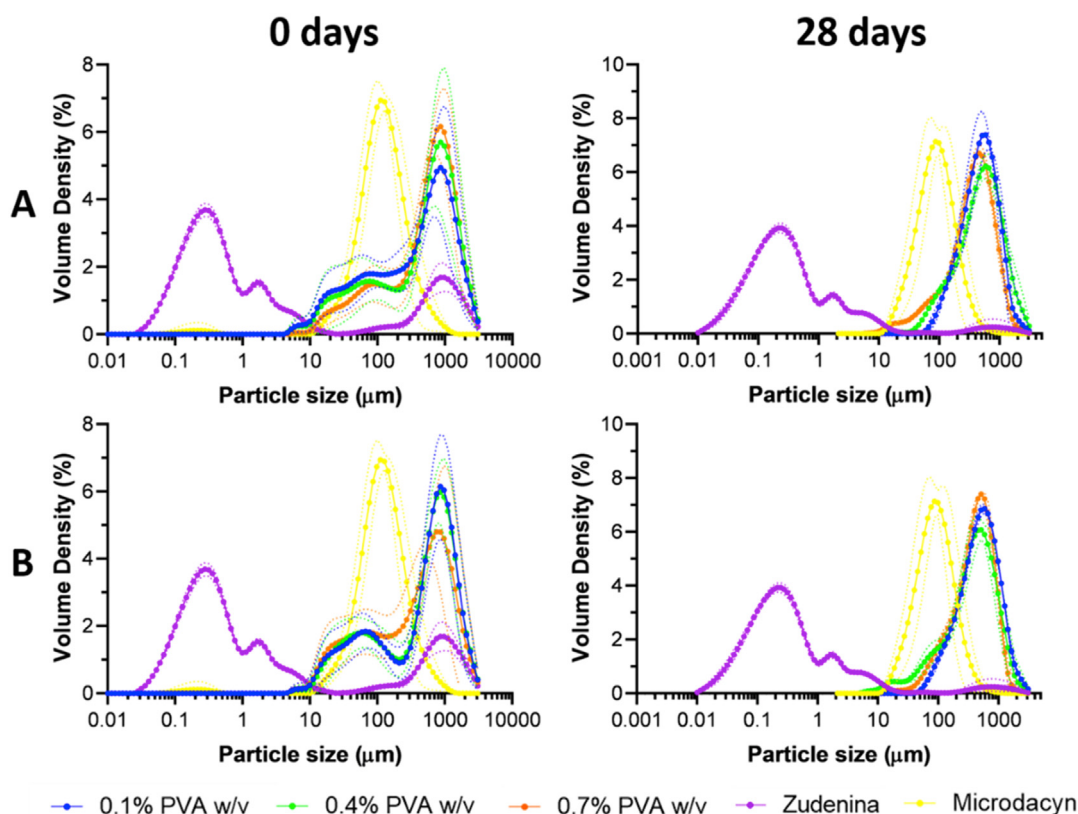 0 days
28 days
A
Volume Density (%)
8
6
4
2
0
0.01 0.1 1 10 100 1000 10000
Particle size (μm)
Volume Density (%)
10
8
6
4
2
0
0.001 0.01 0.1 1 10 100 1000
Particle size (μm)
B
Volume Density (%)
8
6
4
2
0
0.01 0.1 1 10 100 1000 10000
Particle size (μm)
Volume Density (%)
10
8
6
4
2
0
0.001 0.01 0.1 1 10 100 1000
Particle size (μm)
0.1% PVA w/v 0.4% PVA w/v 0.7% PVA w/v Zudenina Microdacyn